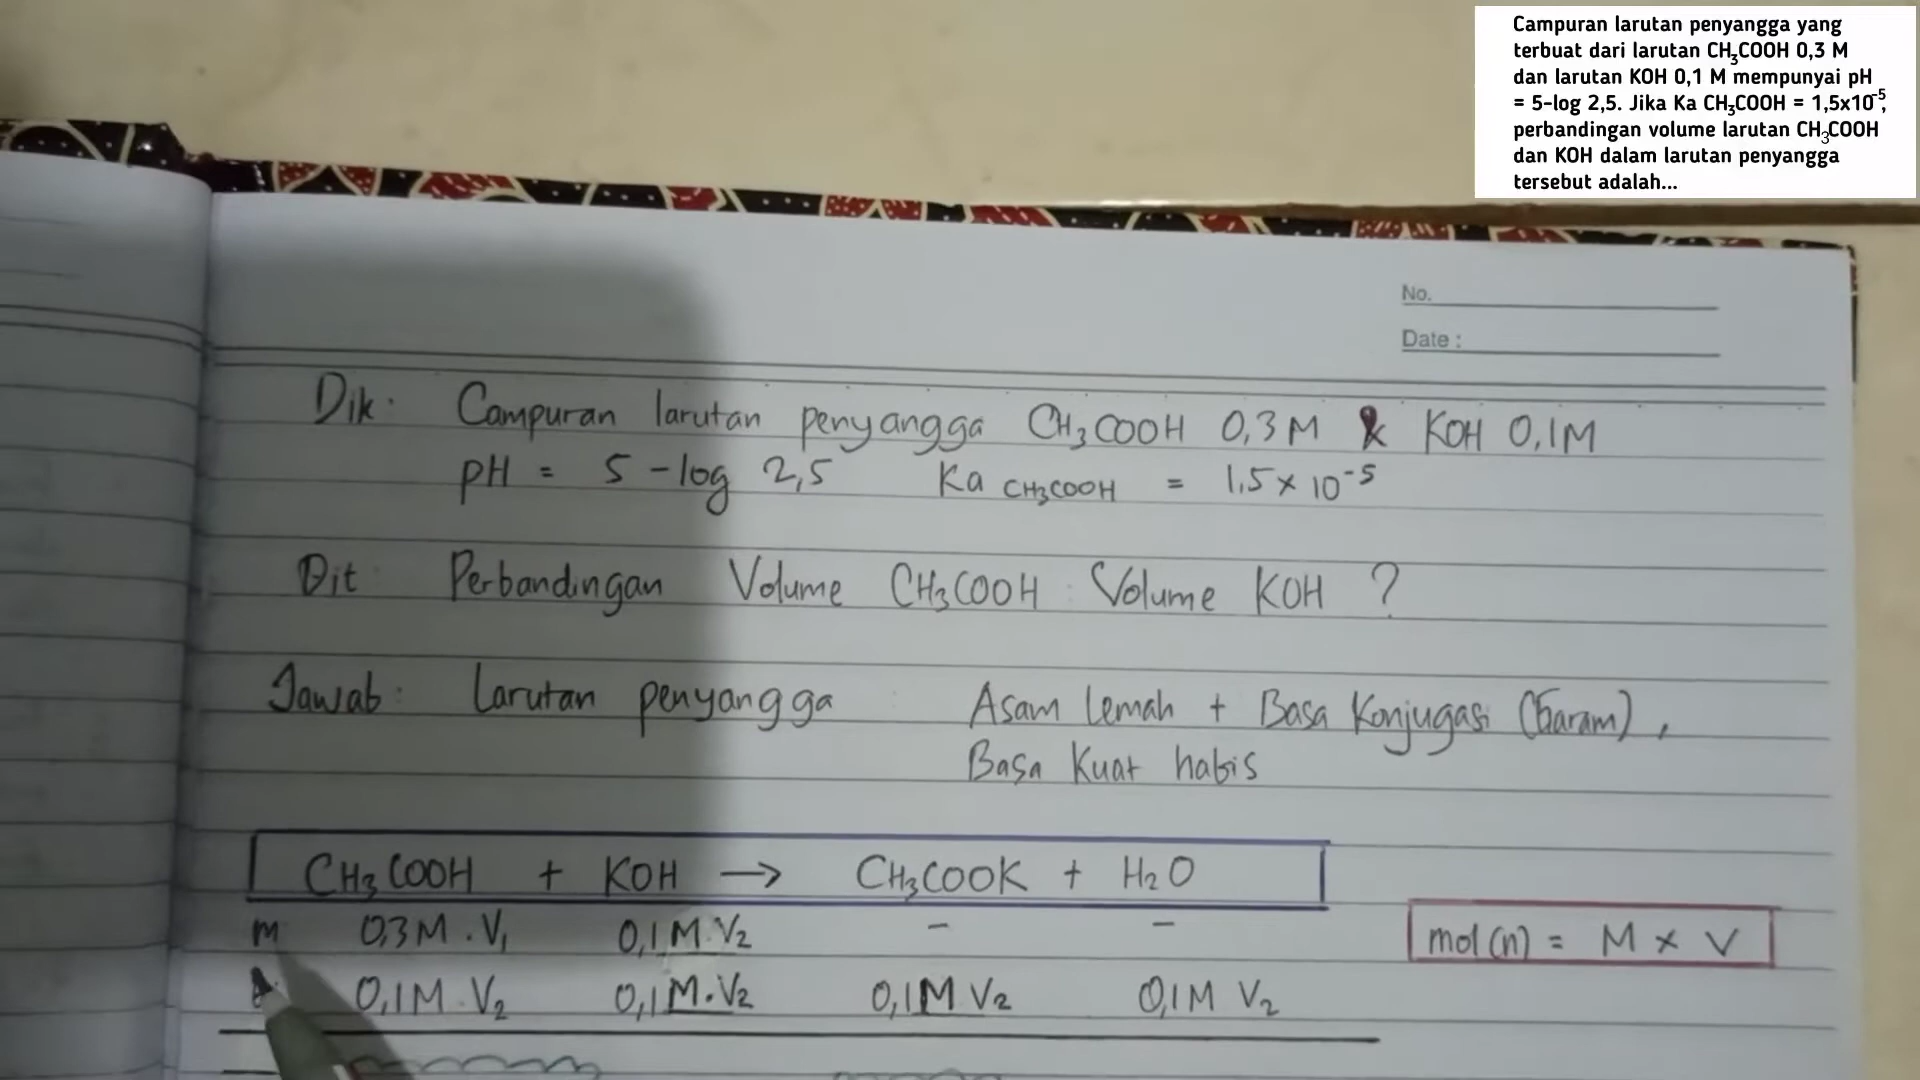 Campuran larutan penyangga yang
terbuat dari larutan CH₃COOH 0,3 M
dan larutan KOH 0,1 M mempunyai pH
= 5-log 2,5. Jika Ka CH₃COOH = 1,5x10⁻⁵,
perbandingan volume larutan CH₃COOH
dan KOH dalam larutan penyangga
tersebut adalah...
No.
Date :
Dik: Campuran larutan penyangga CH₃COOH 0,3 M & KOH 0,1M
pH = 5 - log 2,5 Ka CH₃COOH = 1,5 × 10⁻⁵
Dit: Perbandingan Volume CH₃COOH : Volume KOH ?
Jawab: Larutan penyangga : Asam lemah + Basa Konjugasi (Garam),
Basa Kuat habis
CH₃COOH + KOH → CH₃COOK + H₂O
m 0,3M . V₁ 0,1M.V₂ - -
mol (n) = M × V
0,1M . V₂ 0,1M.V₂ 0,1M V₂ 0,1M V₂